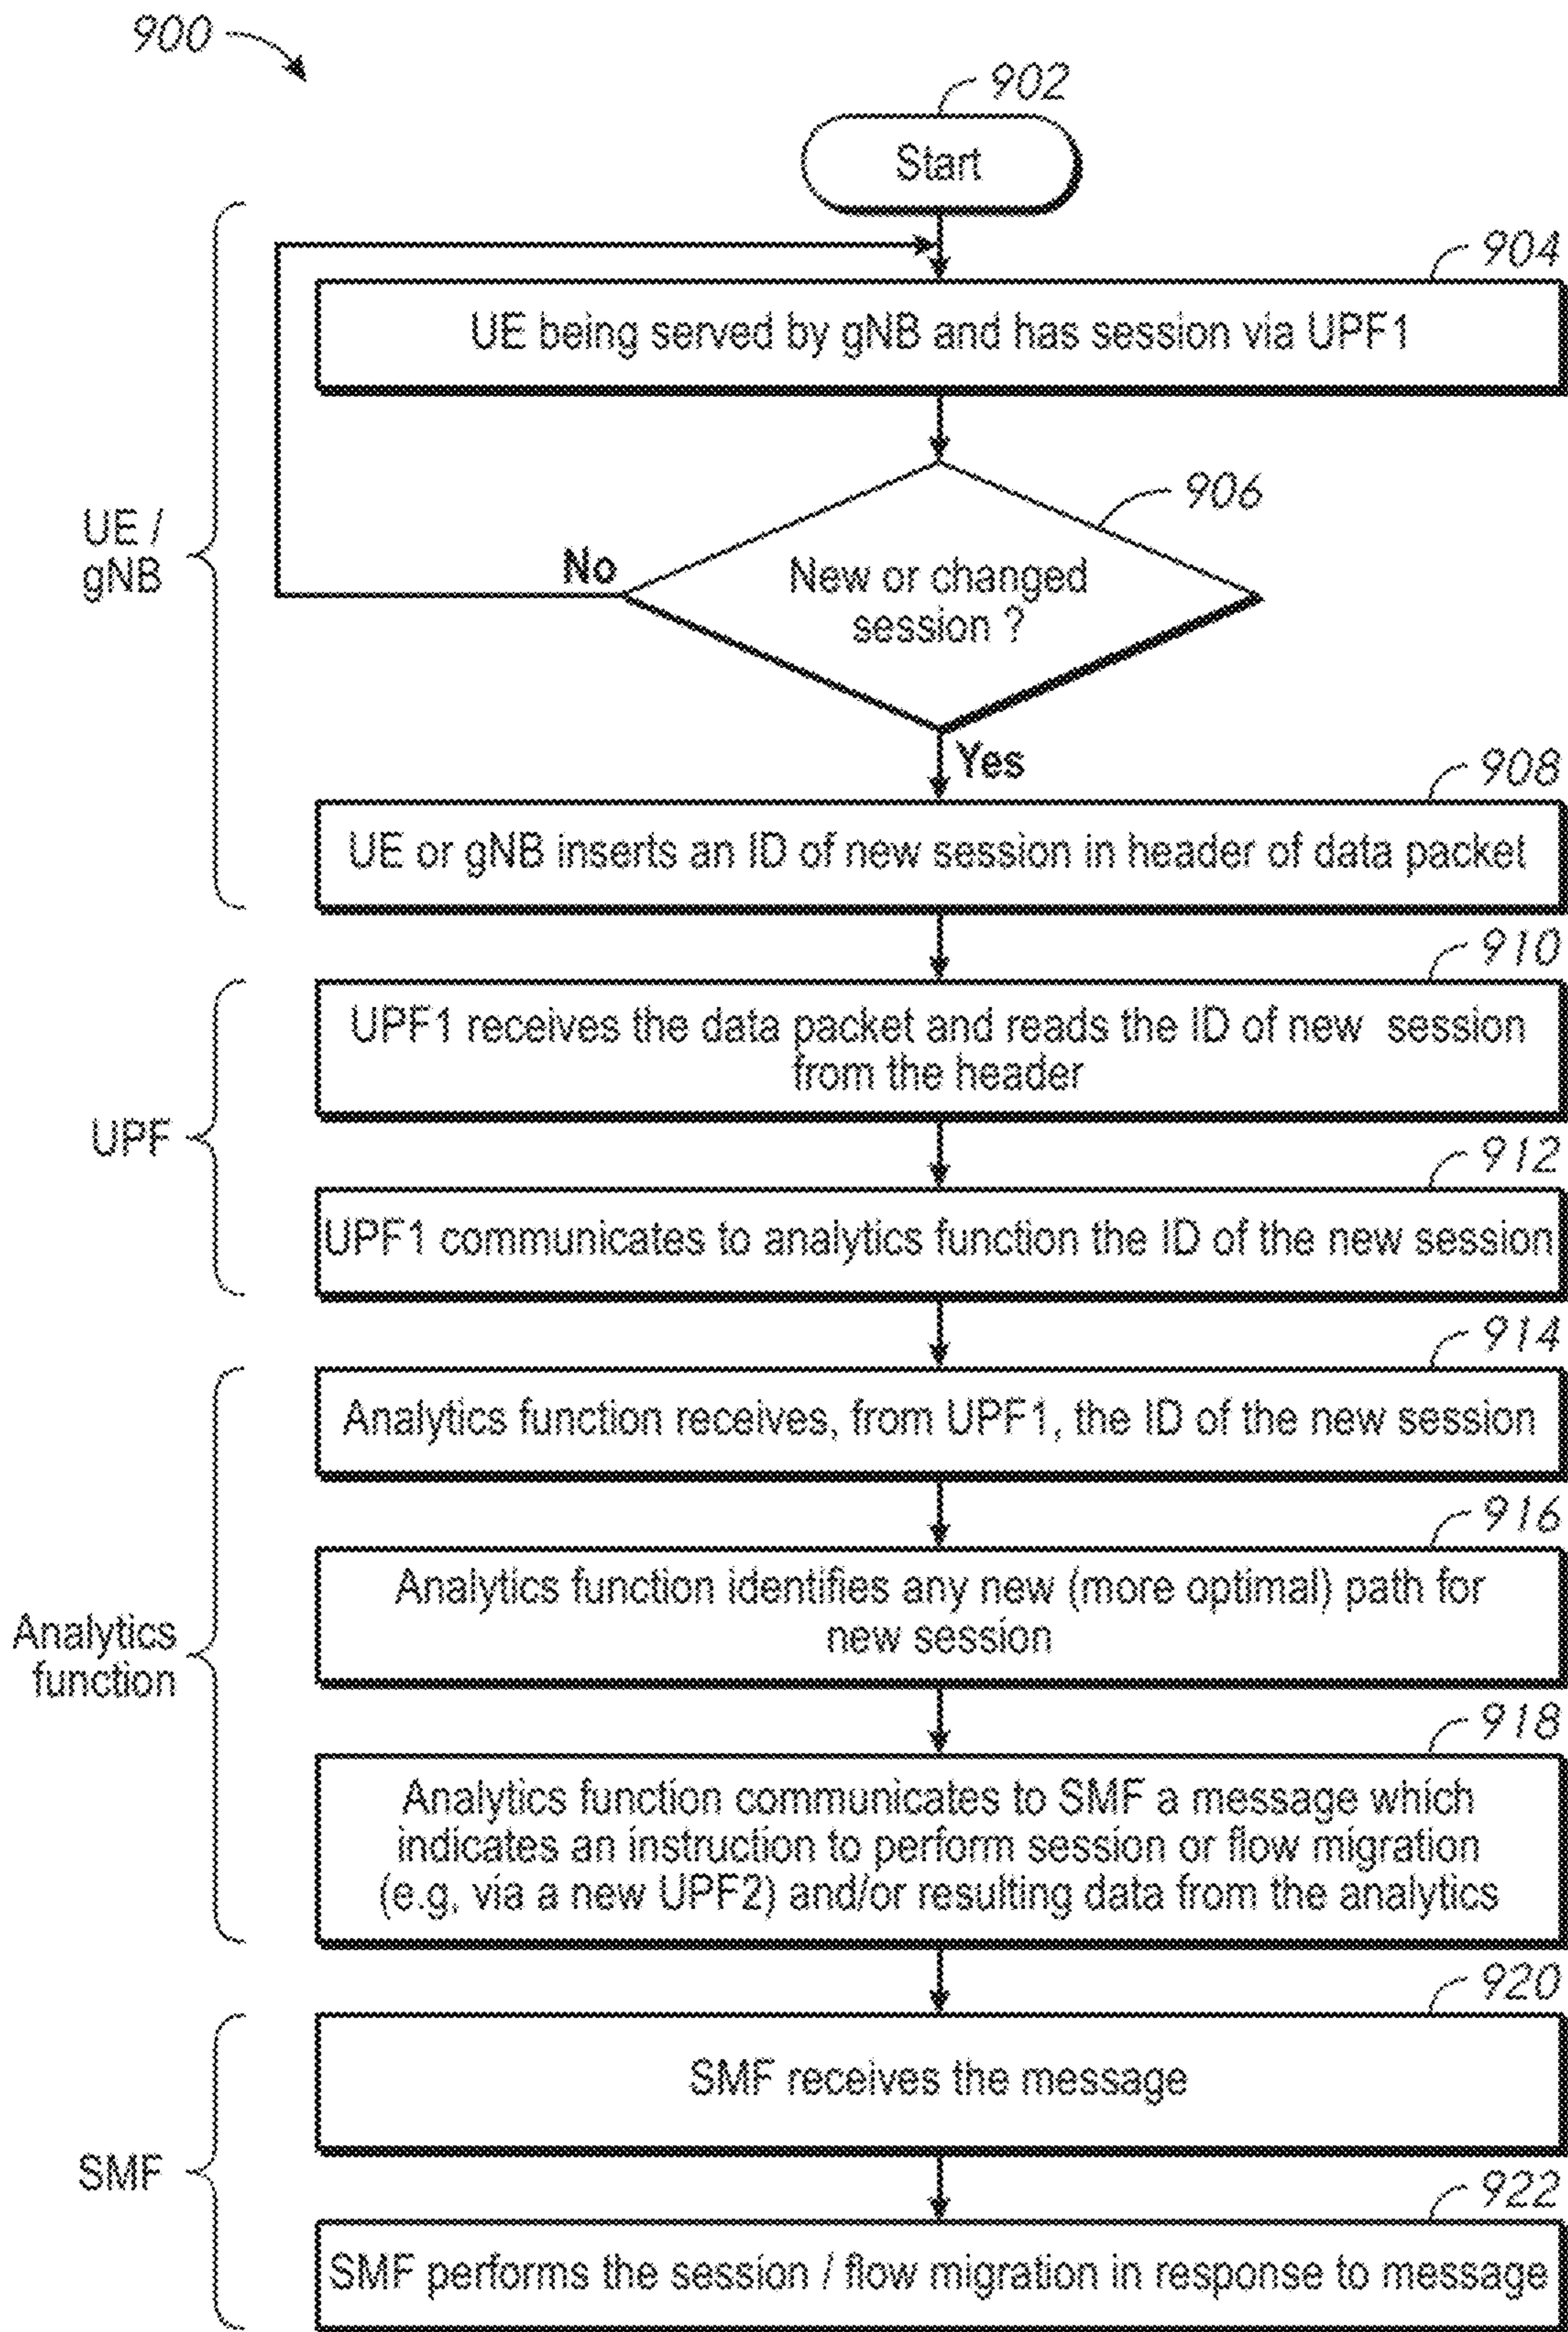 900
902
Start
904
UE being served by gNB and has session via UPF1
906
UE /
gNB
No
New or changed
session ?
Yes
908
UE or gNB inserts an ID of new session in header of data packet
910
UPF1 receives the data packet and reads the ID of new session
from the header
UPF
912
UPF1 communicates to analytics function the ID of the new session
914
Analytics function receives, from UPF1, the ID of the new session
916
Analytics function identifies any new (more optimal) path for
new session
Analytics
function
918
Analytics function communicates to SMF a message which
indicates an instruction to perform session or flow migration
(e.g, via a new UPF2) and/or resulting data from the analytics
920
SMF receives the message
SMF
922
SMF performs the session / flow migration in response to message